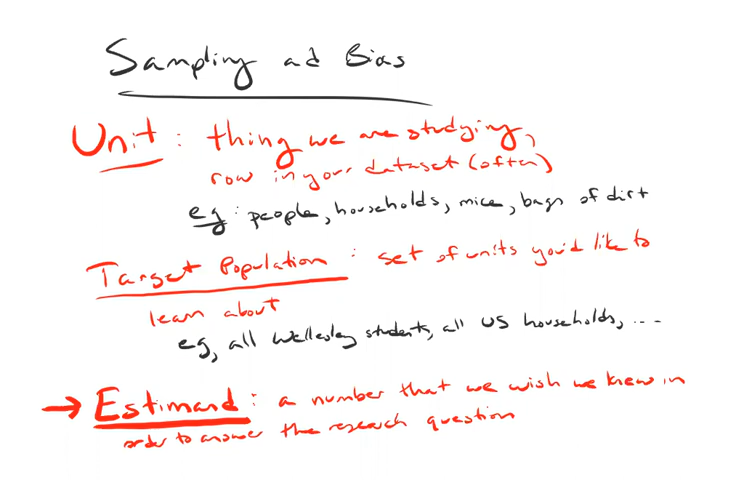 Sampling ad Bias
Unit: thing we are studying,
row in your dataset (often)
eg: people, households, mice, bags of dirt
Target Population: set of units you'd like to
learn about
eg, all Wellesley students, all US households, ...
→ Estimand: a number that we wish we knew in
order to answer the research question